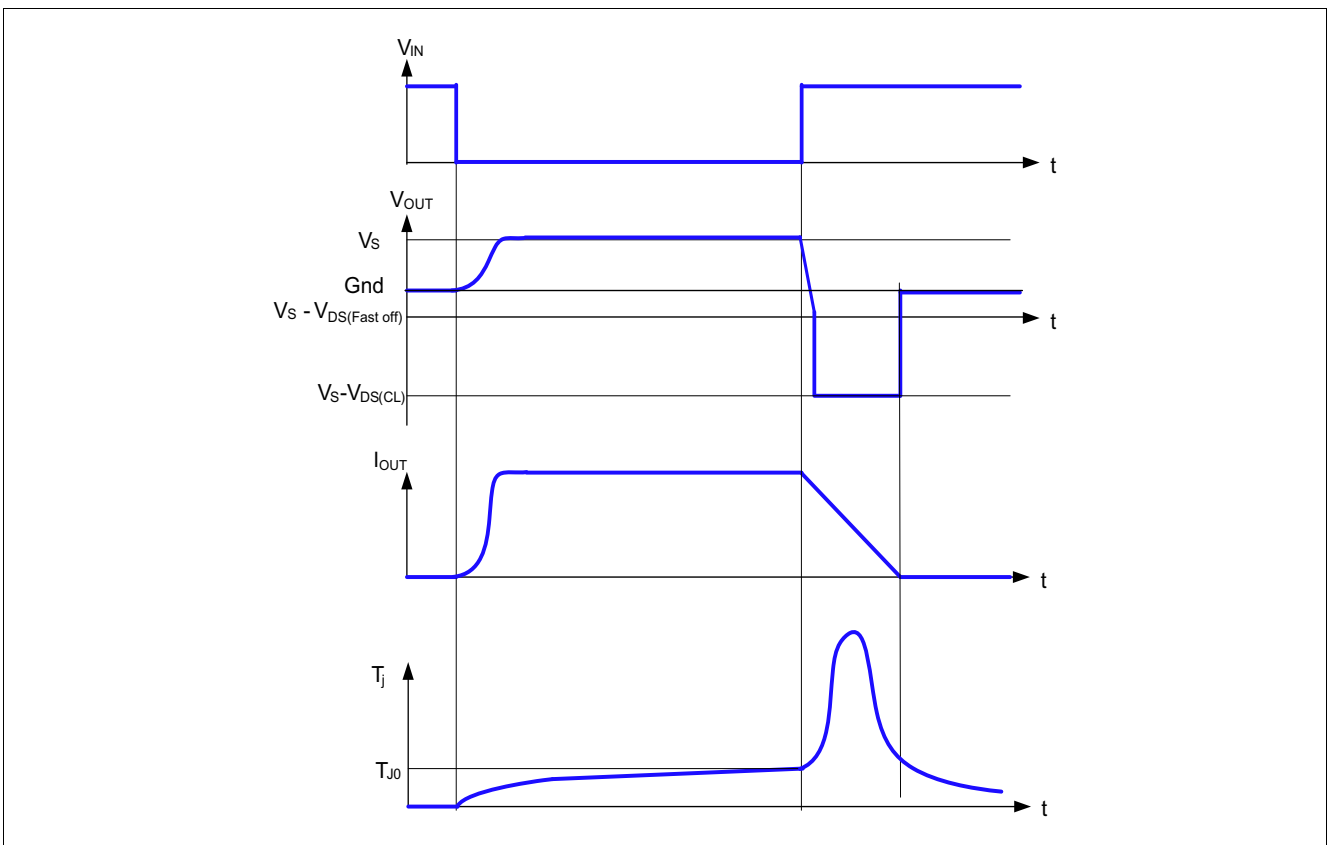 VIN
t
VOUT
VS
Gnd
VS - VDS(Fast off)
t
VS-VDS(CL)
IOUT
t
Tj
TJ0
t